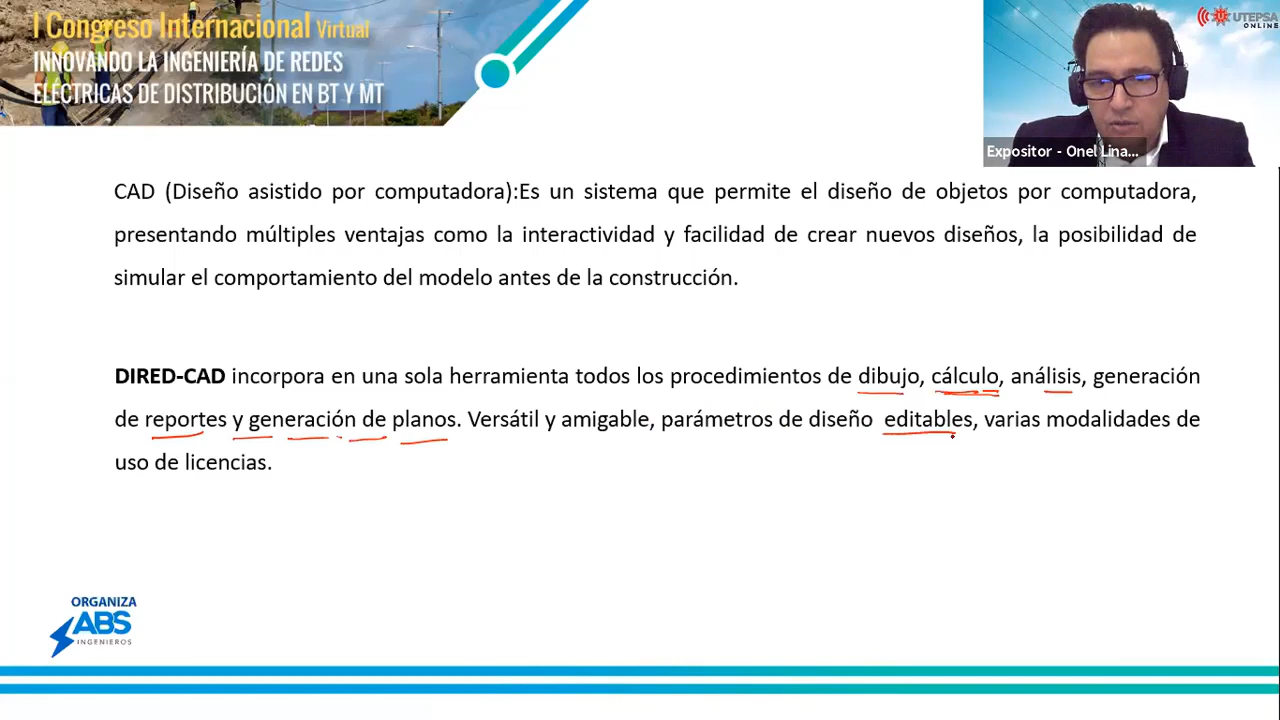 I Congreso Internacional Virtual
INNOVANDO LA INGENIERÍA DE REDES
ELÉCTRICAS DE DISTRIBUCIÓN EN BT Y MT
UTEPSA
ONLINE
Expositor - Onel Lina...
CAD (Diseño asistido por computadora):Es un sistema que permite el diseño de objetos por computadora,
presentando múltiples ventajas como la interactividad y facilidad de crear nuevos diseños, la posibilidad de
simular el comportamiento del modelo antes de la construcción.
DIRED-CAD incorpora en una sola herramienta todos los procedimientos de dibujo, cálculo, análisis, generación
de reportes y generación de planos. Versátil y amigable, parámetros de diseño editables, varias modalidades de
uso de licencias.
ORGANIZA
ABS
INGENIEROS